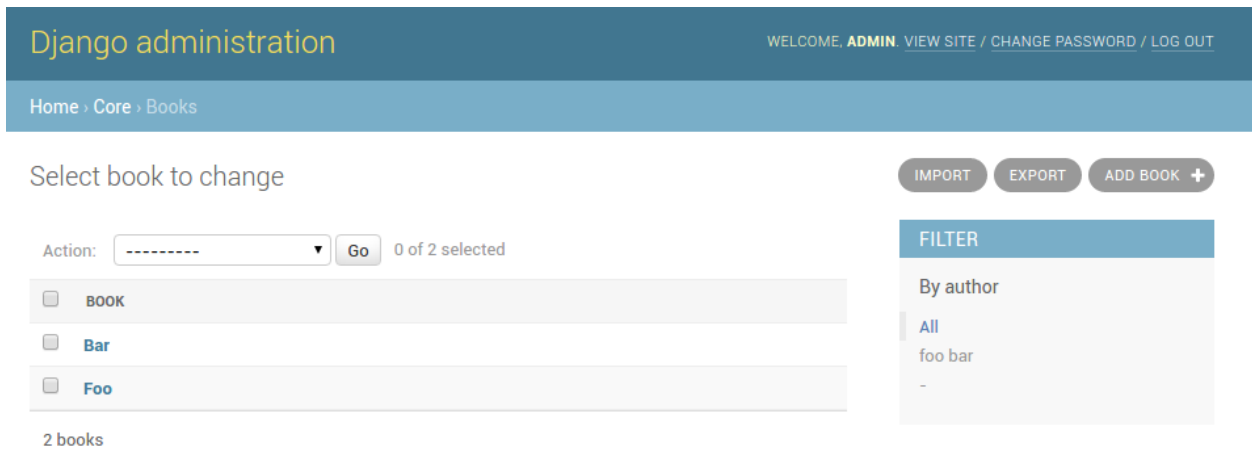 Django administration
WELCOME, ADMIN. VIEW SITE / CHANGE PASSWORD / LOG OUT
Home › Core › Books
Select book to change
IMPORT
EXPORT
ADD BOOK +
Action: --------- Go 0 of 2 selected
BOOK
Bar
Foo
2 books
FILTER
By author
All
foo bar
-